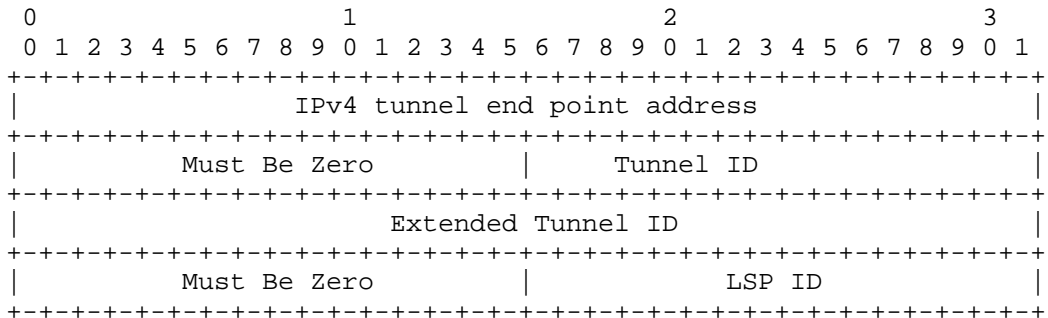 0                   1                   2                   3
 0 1 2 3 4 5 6 7 8 9 0 1 2 3 4 5 6 7 8 9 0 1 2 3 4 5 6 7 8 9 0 1
+-+-+-+-+-+-+-+-+-+-+-+-+-+-+-+-+-+-+-+-+-+-+-+-+-+-+-+-+-+-+-+-+
|                 IPv4 tunnel end point address                 |
+-+-+-+-+-+-+-+-+-+-+-+-+-+-+-+-+-+-+-+-+-+-+-+-+-+-+-+-+-+-+-+-+
|          Must Be Zero         |     Tunnel ID                 |
+-+-+-+-+-+-+-+-+-+-+-+-+-+-+-+-+-+-+-+-+-+-+-+-+-+-+-+-+-+-+-+-+
|                       Extended Tunnel ID                      |
+-+-+-+-+-+-+-+-+-+-+-+-+-+-+-+-+-+-+-+-+-+-+-+-+-+-+-+-+-+-+-+-+
|          Must Be Zero         |            LSP ID             |
+-+-+-+-+-+-+-+-+-+-+-+-+-+-+-+-+-+-+-+-+-+-+-+-+-+-+-+-+-+-+-+-+